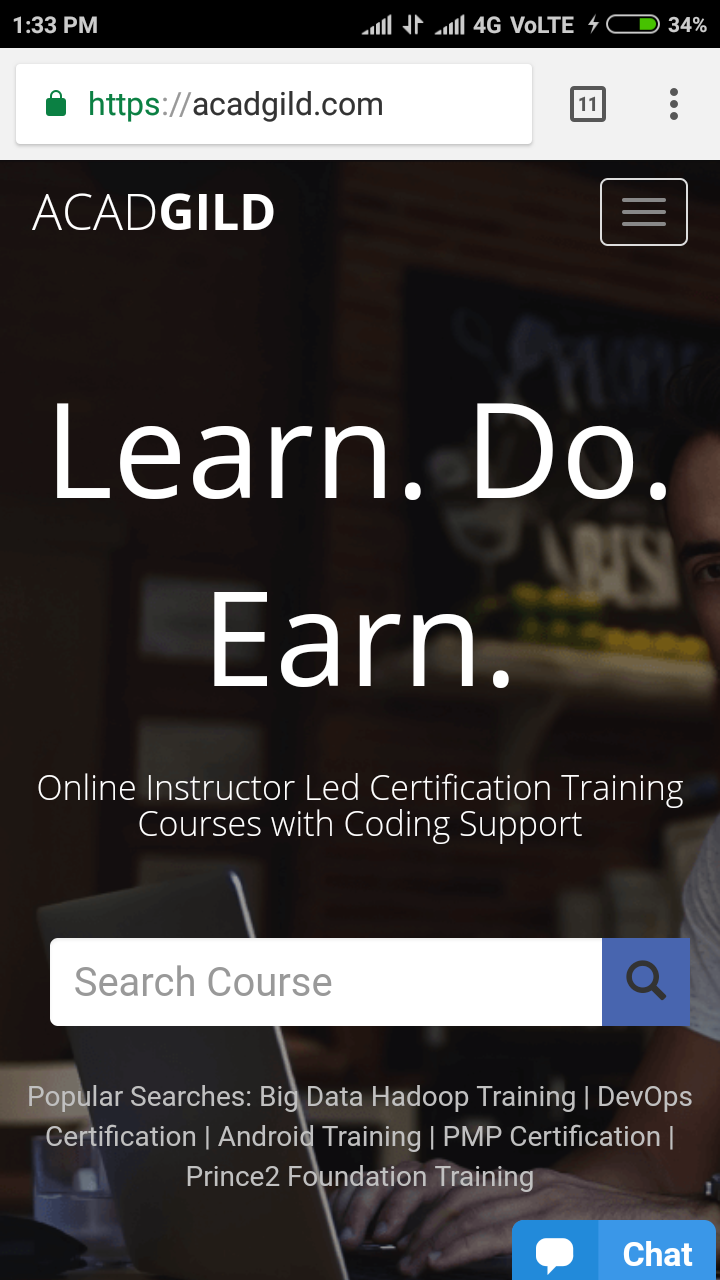 1:33 PM 4G VoLTE 34%
https://acadgild.com 11
ACADGILD
PEOPLE
BEST
Learn. Do.
Earn.
Online Instructor Led Certification Training
Courses with Coding Support
Search Course
Popular Searches: Big Data Hadoop Training | DevOps
Certification | Android Training | PMP Certification |
Prince2 Foundation Training
Chat